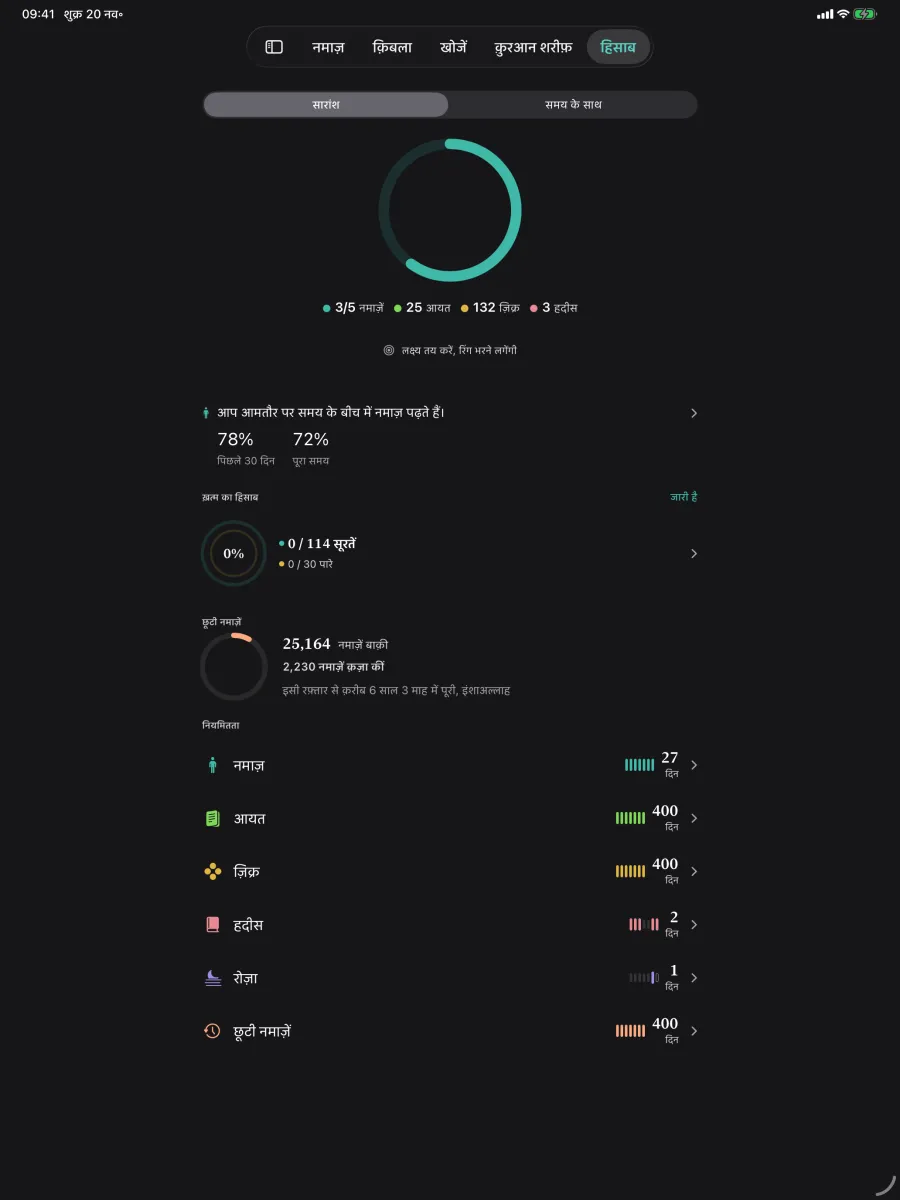 09:41 शुक्र 20 नव॰
नमाज़ क़िबला खोजें क़ुरआन शरीफ़ हिसाब
सारांश समय के साथ
3/5 नमाज़ें 25 आयत 132 ज़िक्र 3 हदीस
लक्ष्य तय करें, रिंग भरने लगेंगी
आप आमतौर पर समय के बीच में नमाज़ पढ़ते हैं।
78% 72%
पिछले 30 दिन पूरा समय
ख़त्म का हिसाब जारी है
0% 0 / 114 सूरतें
0 / 30 पारे
छूटी नमाज़ें
25,164 नमाज़ें बाक़ी
2,230 नमाज़ें क़ज़ा कीं
इसी रफ़्तार से क़रीब 6 साल 3 माह में पूरी, इंशाअल्लाह
नियमितता
नमाज़ 27 दिन
आयत 400 दिन
ज़िक्र 400 दिन
हदीस 2 दिन
रोज़ा 1 दिन
छूटी नमाज़ें 400 दिन